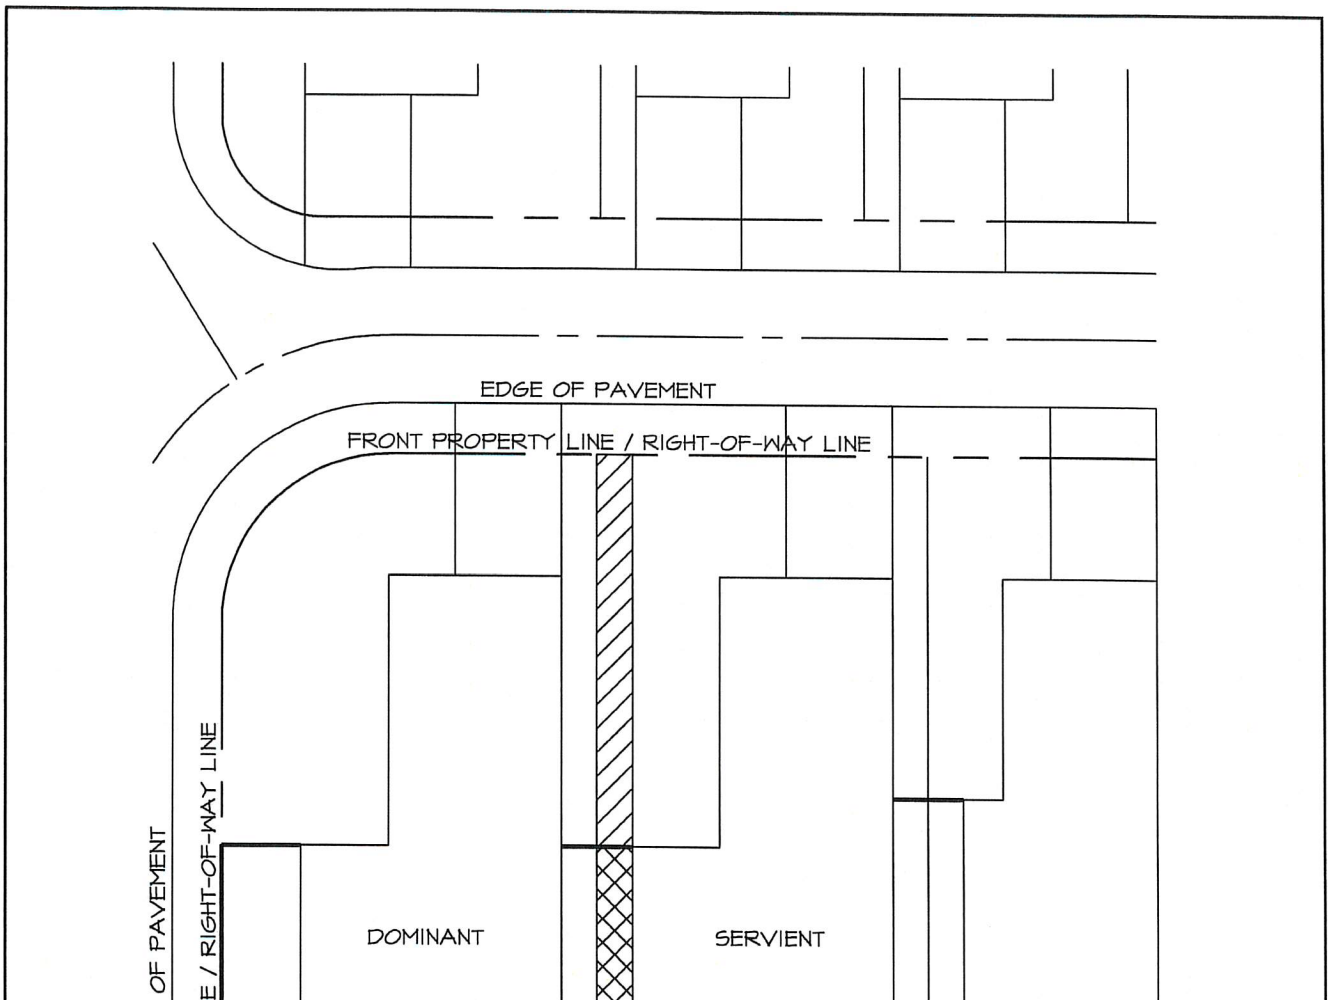 EDGE OF PAVEMENT
FRONT PROPERTY LINE / RIGHT-OF-WAY LINE
/ RIGHT-OF-WAY LINE
OF PAVEMENT
DOMINANT
SERVIENT